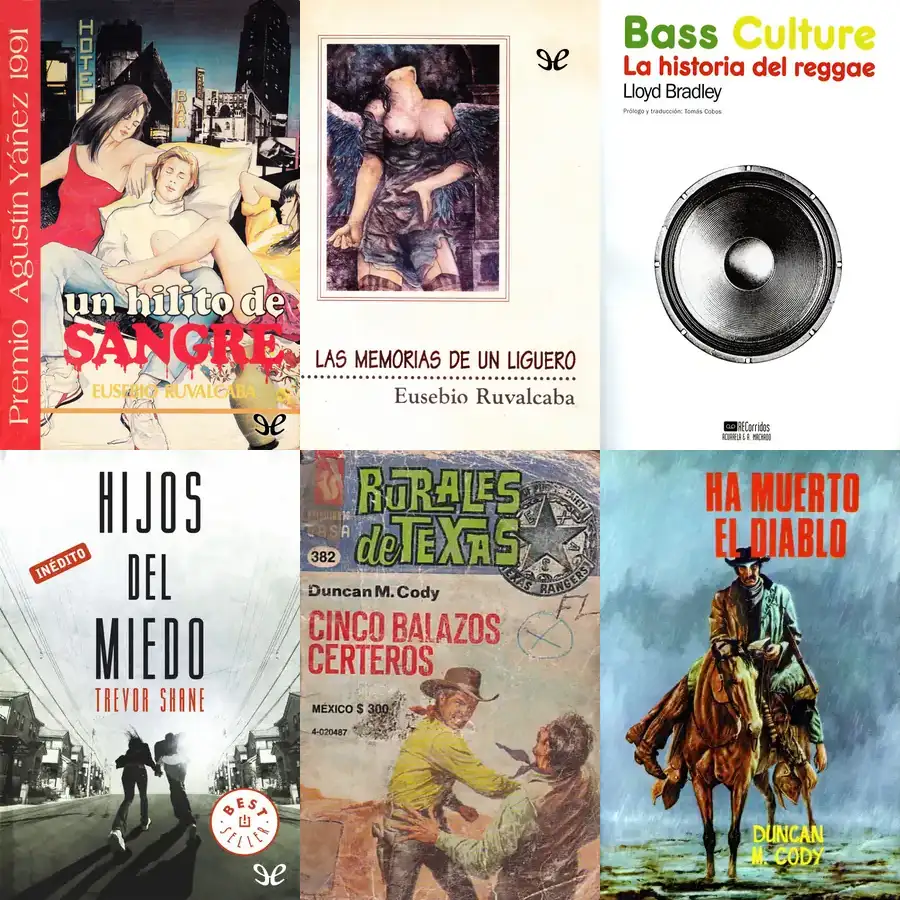 Premio Agustín Yáñez 1991
HOTEL
BAR
un hilito de
SANGRE
EUSEBIO RUVALCABA
LAS MEMORIAS DE UN LIGUERO
Eusebio Ruvalcaba
Bass Culture
La historia del reggae
Lloyd Bradley
Prólogo y traducción: Tomás Cobos
RECorridos
ACUARELA & A. MACHADO
HIJOS
DEL
MIEDO
INÉDITO
TREVOR SHANE
BEST
SELLER
RURALES
de TEXAS
382
TEXAS RANGERS
Duncan M. Cody
CINCO BALAZOS
CERTEROS
MÉXICO $ 300
4-020487
HA MUERTO
EL DIABLO
DUNCAN
M. CODY